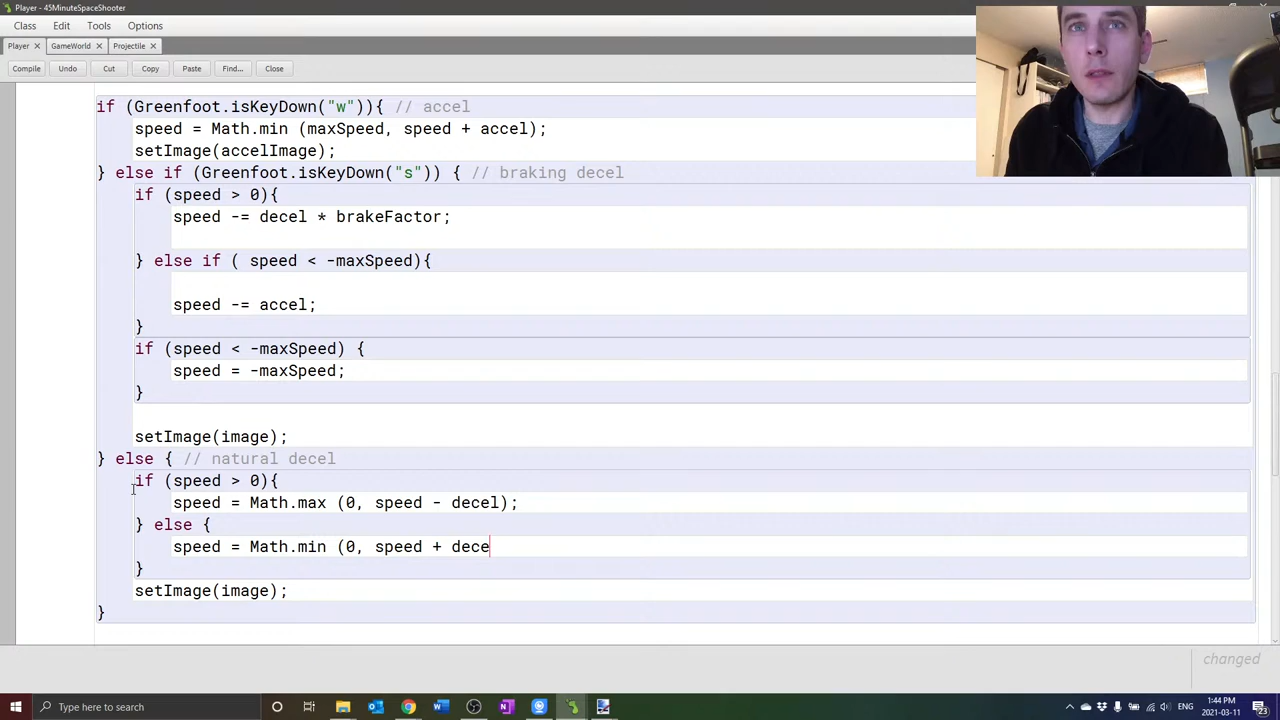 Player - 45MinuteSpaceShooter
Class Edit Tools Options
Player × GameWorld × Projectile ×
Compile Undo Cut Copy Paste Find... Close
if (Greenfoot.isKeyDown("w")){ // accel
speed = Math.min (maxSpeed, speed + accel);
setImage(accelImage);
} else if (Greenfoot.isKeyDown("s")) { // braking decel
if (speed > 0){
speed -= decel * brakeFactor;
} else if ( speed < -maxSpeed){
speed -= accel;
}
if (speed < -maxSpeed) {
speed = -maxSpeed;
}
setImage(image);
} else { // natural decel
if (speed > 0){
speed = Math.max (0, speed - decel);
} else {
speed = Math.min (0, speed + dece
}
setImage(image);
}
changed
Type here to search
ENG
1:44 PM
2021-03-11
23